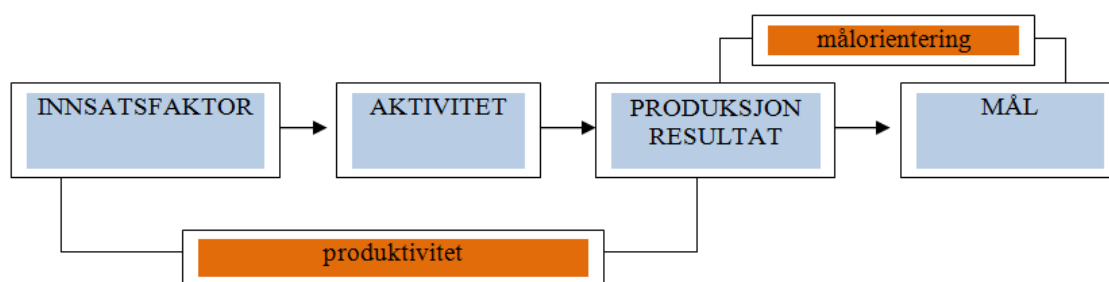 målorientering
INNSATSFAKTOR
AKTIVITET
PRODUKSJON
RESULTAT
MÅL
produktivitet